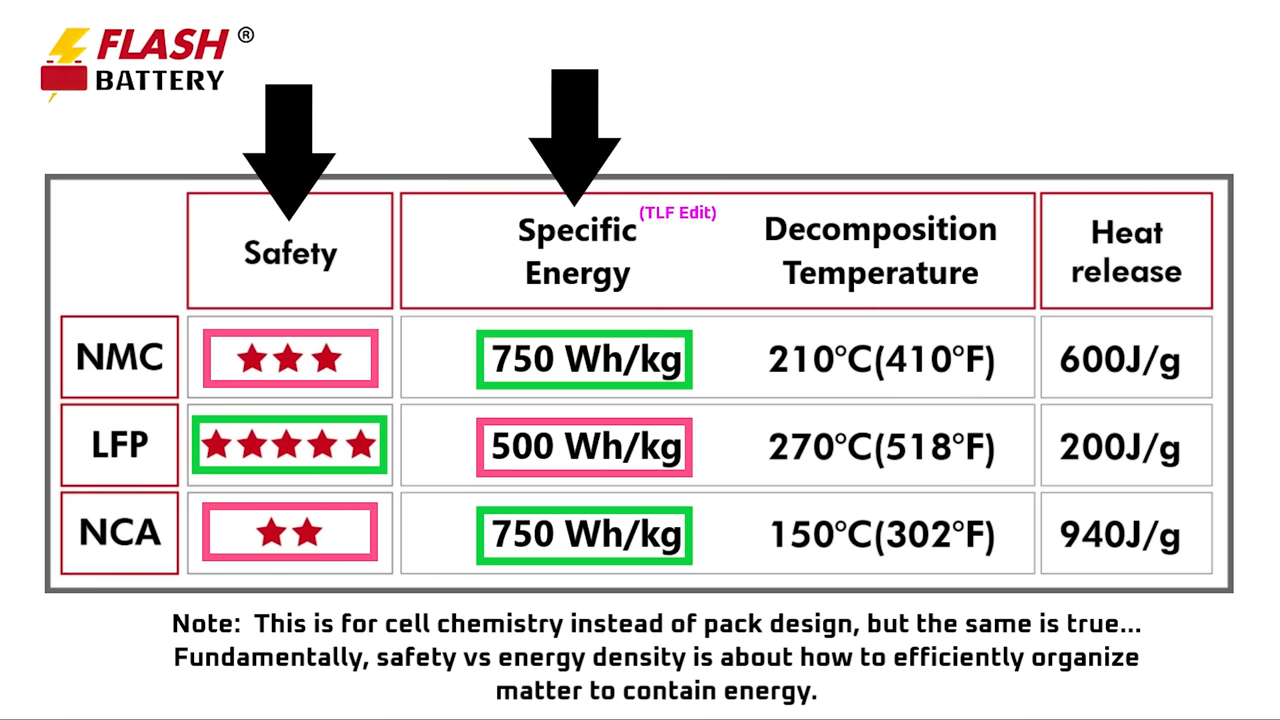 FLASH ®
BATTERY
Safety
Specific (TLF Edit)
Energy
Decomposition
Temperature
Heat
release
NMC ★★★ 750 Wh/kg 210°C(410°F) 600J/g
LFP ★★★★★ 500 Wh/kg 270°C(518°F) 200J/g
NCA ★★ 750 Wh/kg 150°C(302°F) 940J/g
Note: This is for cell chemistry instead of pack design, but the same is true...
Fundamentally, safety vs energy density is about how to efficiently organize
matter to contain energy.